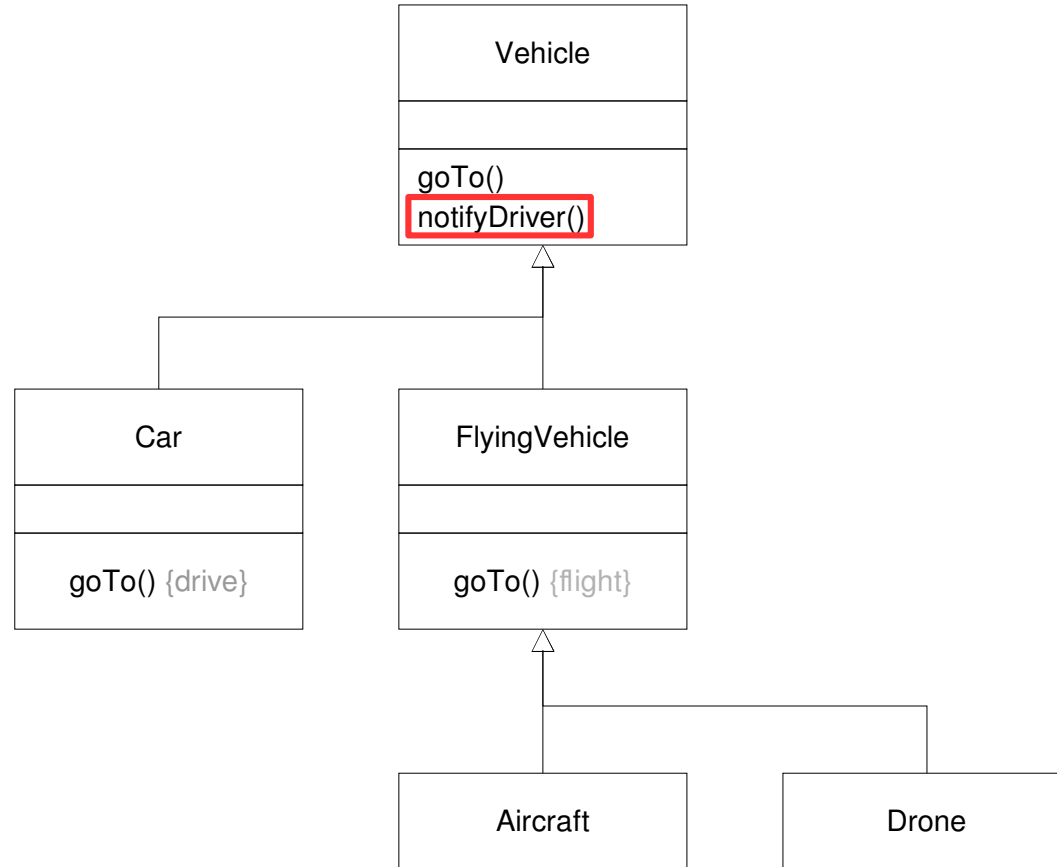 Vehicle
goTo()
notifyDriver()
Car
FlyingVehicle
goTo() {drive}
goTo() {flight}
Aircraft
Drone